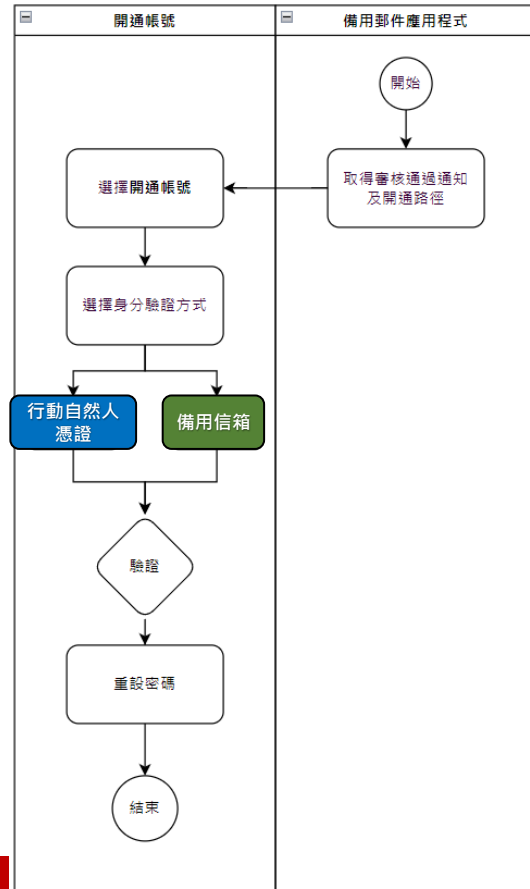 開通帳號
備用郵件應用程式
開始
取得審核通過通知
及開通路徑
選擇開通帳號
選擇身分驗證方式
行動自然人
憑證
備用信箱
驗證
重設密碼
結束